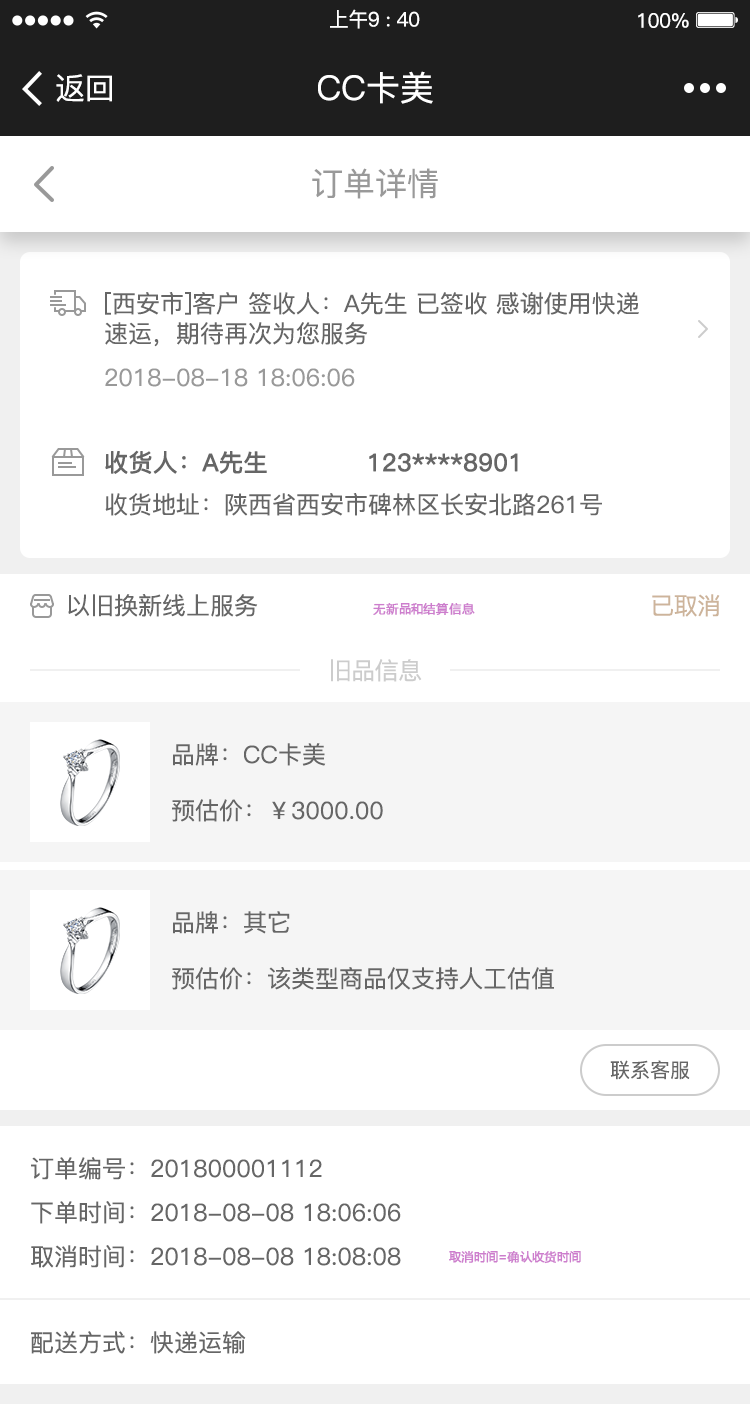 上午9 : 40
100%
返回
CC卡美
订单详情
[西安市]客户 签收人：A先生 已签收 感谢使用快递
速运，期待再次为您服务
2018-08-18 18:06:06
收货人：A先生 123****8901
收货地址：陕西省西安市碑林区长安北路261号
以旧换新线上服务 无新品和结算信息 已取消
旧品信息
品牌：CC卡美
预估价：￥3000.00
品牌：其它
预估价：该类型商品仅支持人工估值
联系客服
订单编号：201800001112
下单时间：2018-08-08 18:06:06
取消时间：2018-08-08 18:08:08 取消时间=确认收货时间
配送方式：快递运输